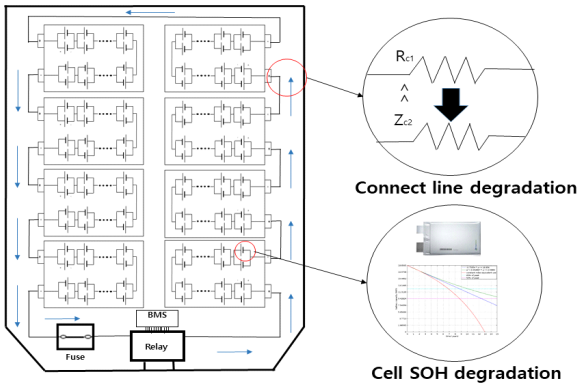 Rc1
^
^
Zc2
Connect line degradation
BMS
Relay
Fuse
Cell SOH degradation